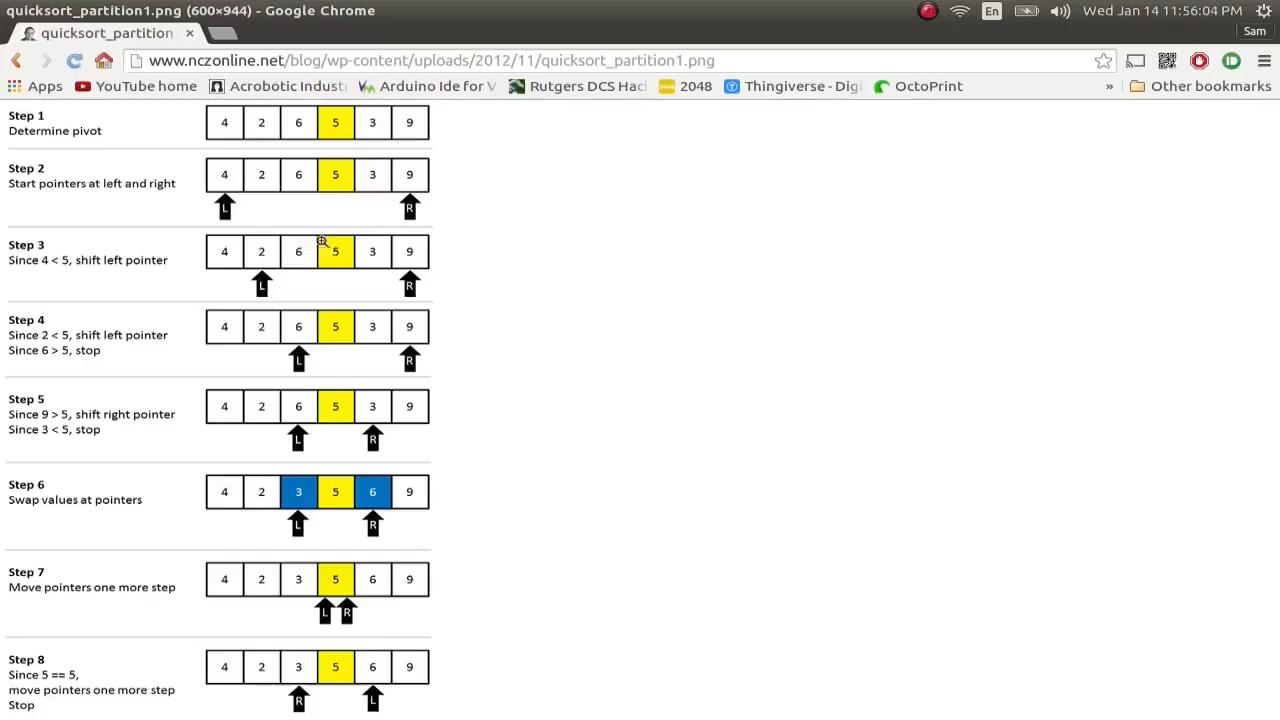 quicksort_partition1.png (600×944) - Google Chrome
En
Wed Jan 14 11:56:04 PM
quicksort_partition
×
Sam
www.nczonline.net/blog/wp-content/uploads/2012/11/quicksort_partition1.png
Apps YouTube home Acrobotic Indust Arduino Ide for V Rutgers DCS Hac 2048 Thingiverse - Digi OctoPrint » Other bookmarks
Step 1
Determine pivot
4 2 6 5 3 9
Step 2
Start pointers at left and right
4 2 6 5 3 9
L R
Step 3
Since 4 < 5, shift left pointer
4 2 6 5 3 9
L R
Step 4
Since 2 < 5, shift left pointer
Since 6 > 5, stop
4 2 6 5 3 9
L R
Step 5
Since 9 > 5, shift right pointer
Since 3 < 5, stop
4 2 6 5 3 9
L R
Step 6
Swap values at pointers
4 2 3 5 6 9
L R
Step 7
Move pointers one more step
4 2 3 5 6 9
L R
Step 8
Since 5 == 5,
move pointers one more step
Stop
4 2 3 5 6 9
R L